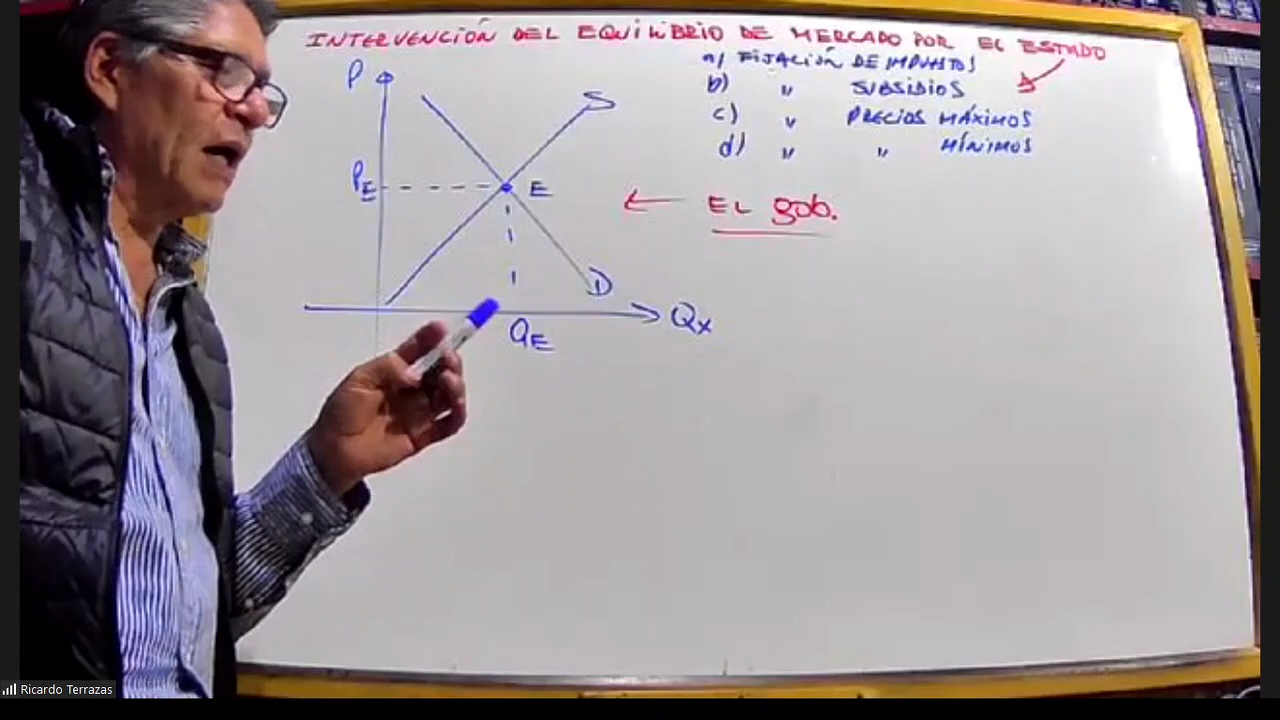 INTERVENCIÓN DEL EQUILIBRIO DE MERCADO POR EL ESTADO
a) FIJACIÓN DE IMPUESTOS
b) " SUBSIDIOS
c) " PRECIOS MÁXIMOS
d) " " MÍNIMOS
P
S
PE
E
EL gob.
D
Qx
QE
Ricardo Terrazas